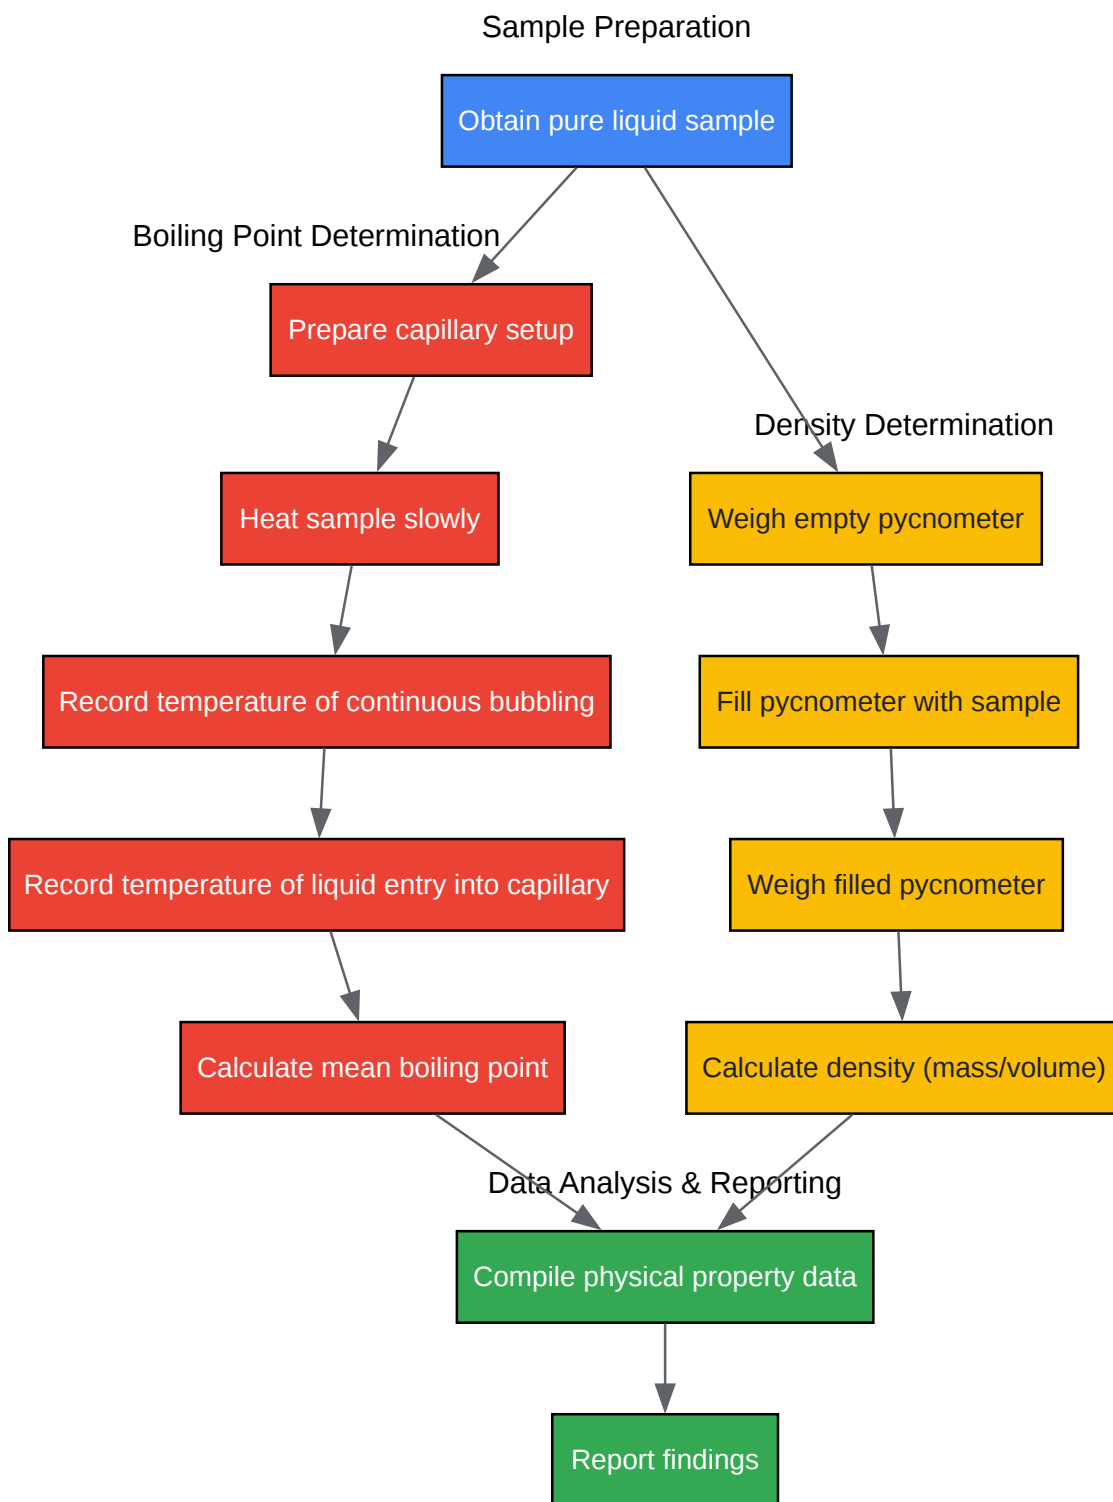 Sample Preparation
Obtain pure liquid sample
Boiling Point Determination
Prepare capillary setup
Heat sample slowly
Record temperature of continuous bubbling
Record temperature of liquid entry into capillary
Calculate mean boiling point
Density Determination
Weigh empty pycnometer
Fill pycnometer with sample
Weigh filled pycnometer
Calculate density (mass/volume)
Data Analysis & Reporting
Compile physical property data
Report findings